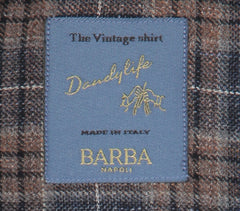 The Vintage shirt
Dandylife
MADE IN ITALY
BARBA
NAPOLI